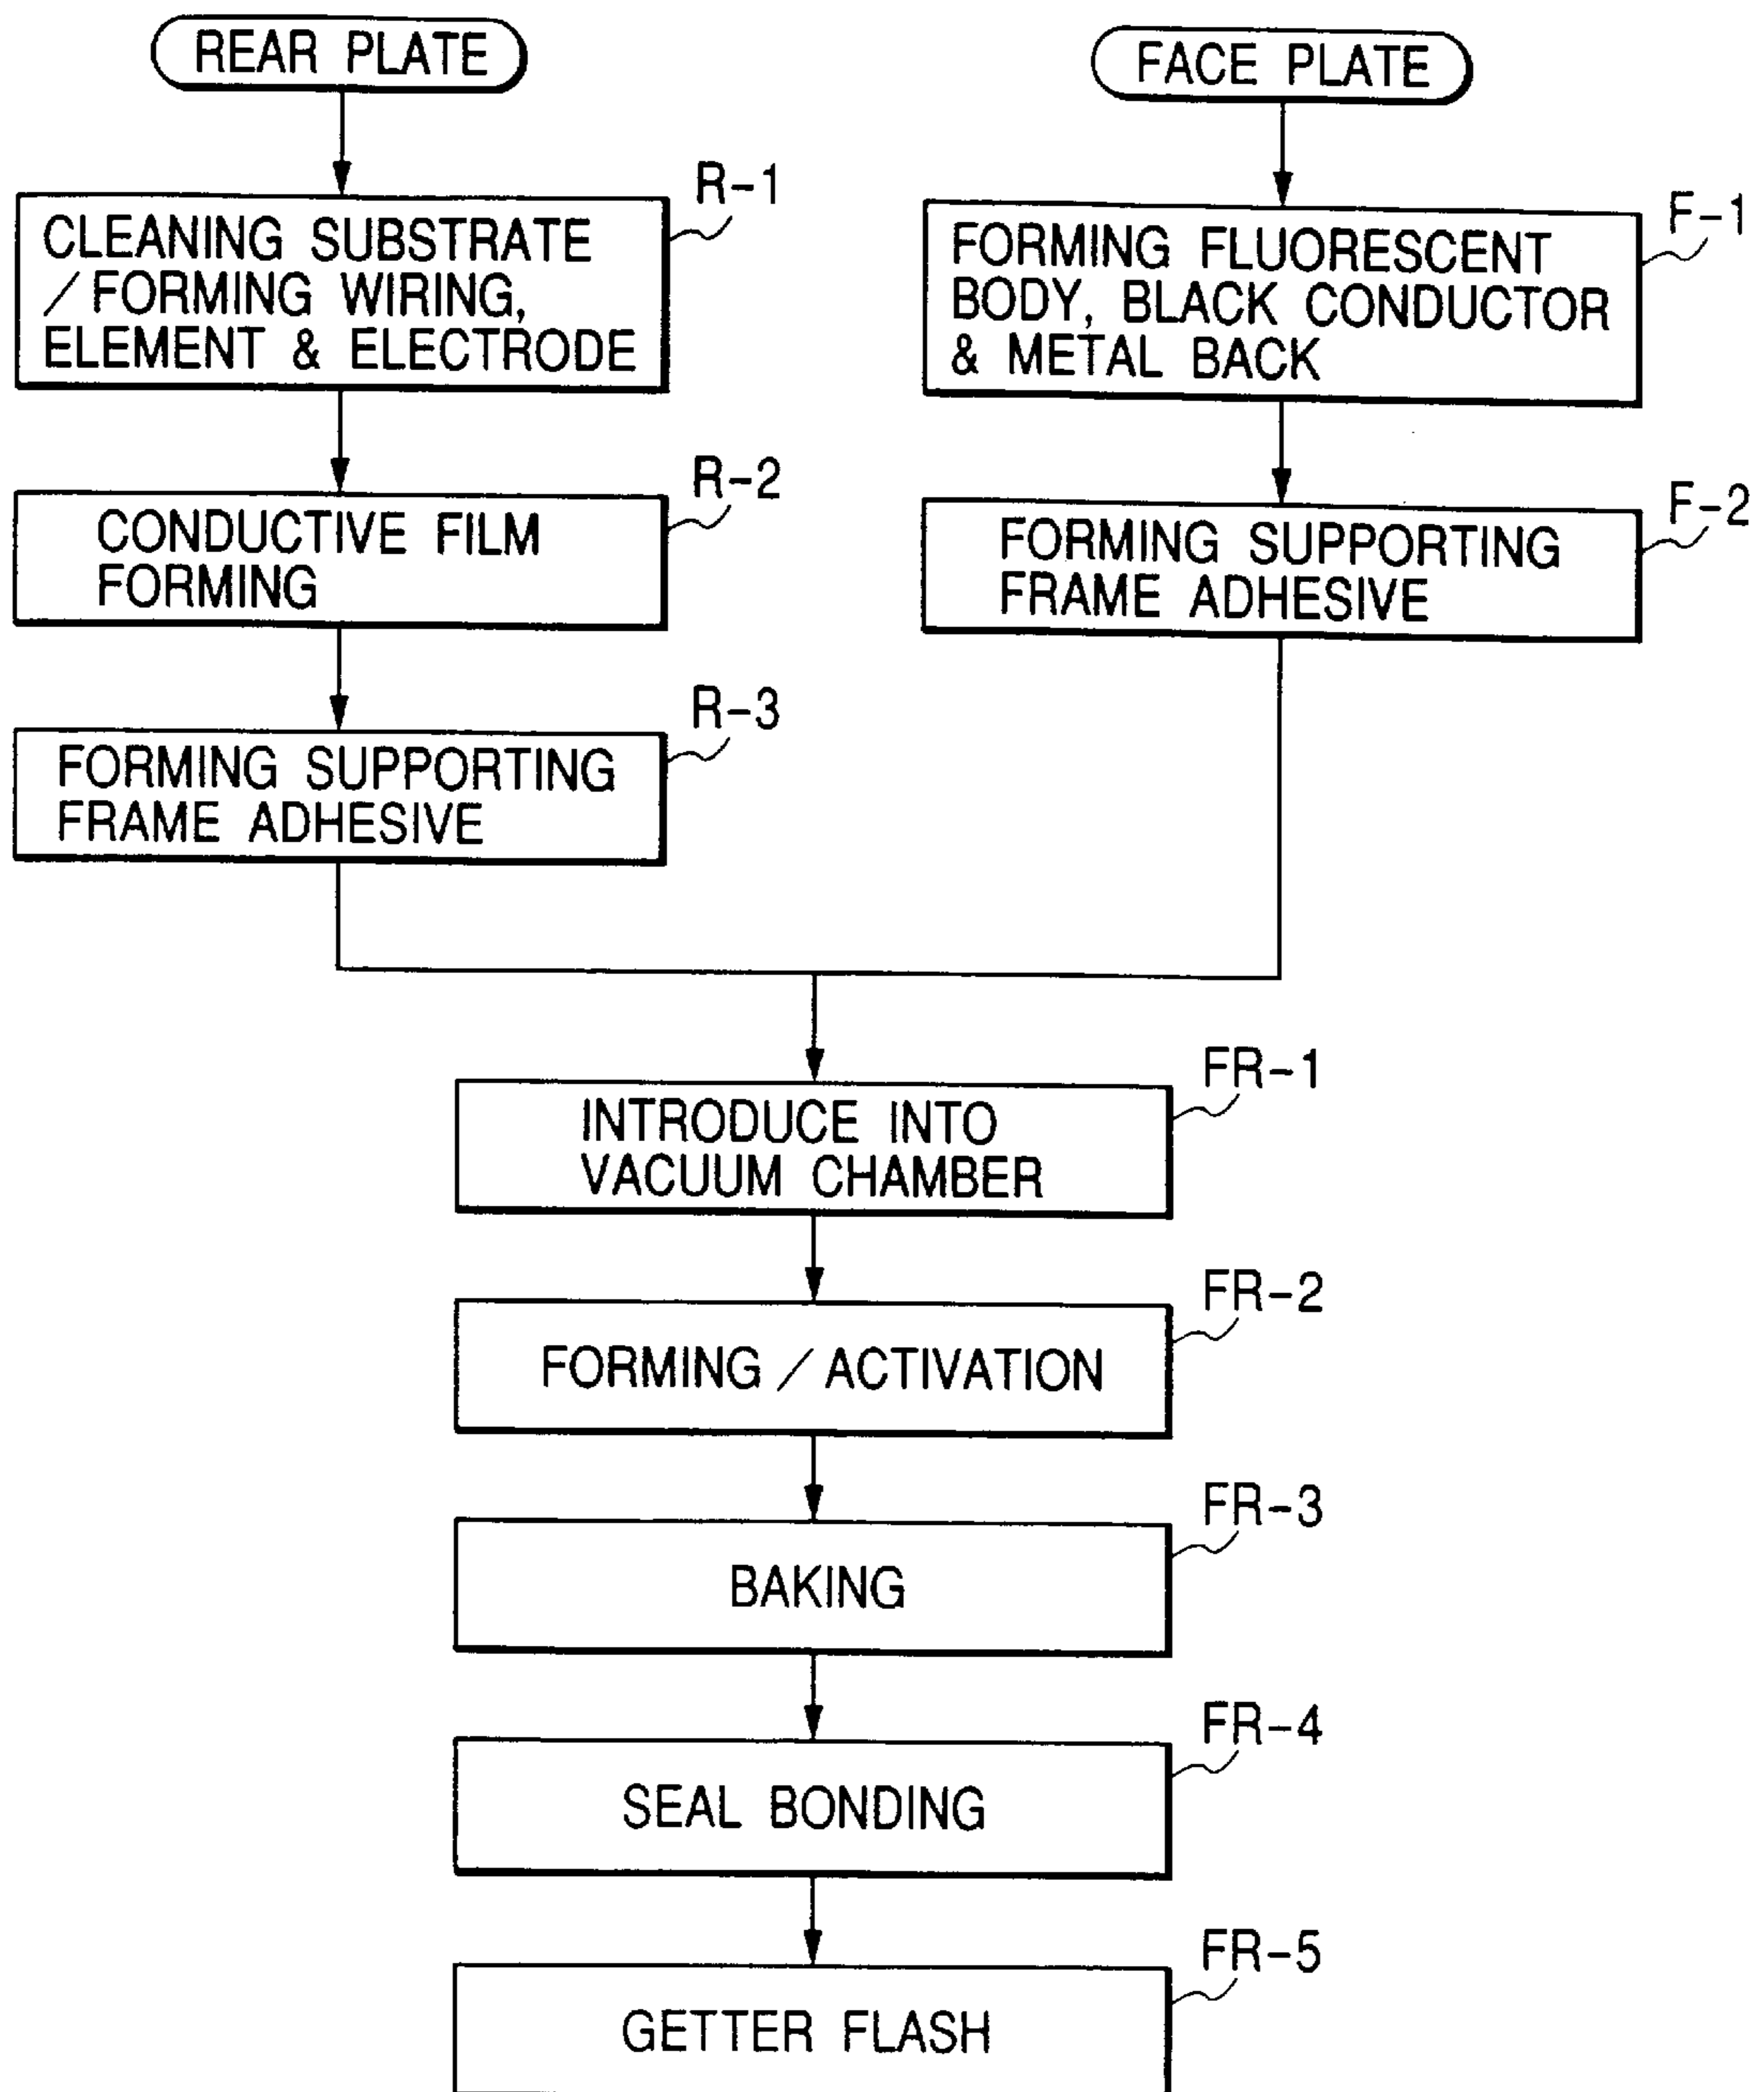 REAR PLATE
R-1
CLEANING SUBSTRATE
/FORMING WIRING,
ELEMENT & ELECTRODE
R-2
CONDUCTIVE FILM
FORMING
R-3
FORMING SUPPORTING
FRAME ADHESIVE
FACE PLATE
F-1
FORMING FLUORESCENT
BODY, BLACK CONDUCTOR
& METAL BACK
F-2
FORMING SUPPORTING
FRAME ADHESIVE
FR-1
INTRODUCE INTO
VACUUM CHAMBER
FR-2
FORMING / ACTIVATION
FR-3
BAKING
FR-4
SEAL BONDING
FR-5
GETTER FLASH